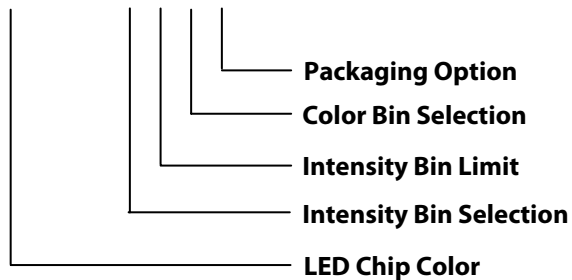 Packaging Option
Color Bin Selection
Intensity Bin Limit
Intensity Bin Selection
LED Chip Color